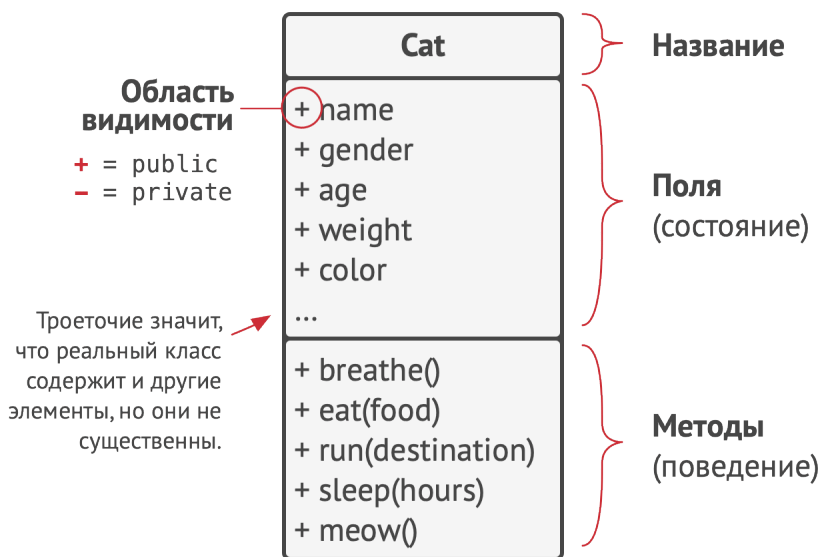 Cat
Название
Область
видимости
+ = public
– = private
+ name
+ gender
+ age
+ weight
+ color
...
Поля
(состояние)
Троеточие значит,
что реальный класс
содержит и другие
элементы, но они не
существенны.
+ breathe()
+ eat(food)
+ run(destination)
+ sleep(hours)
+ meow()
Методы
(поведение)